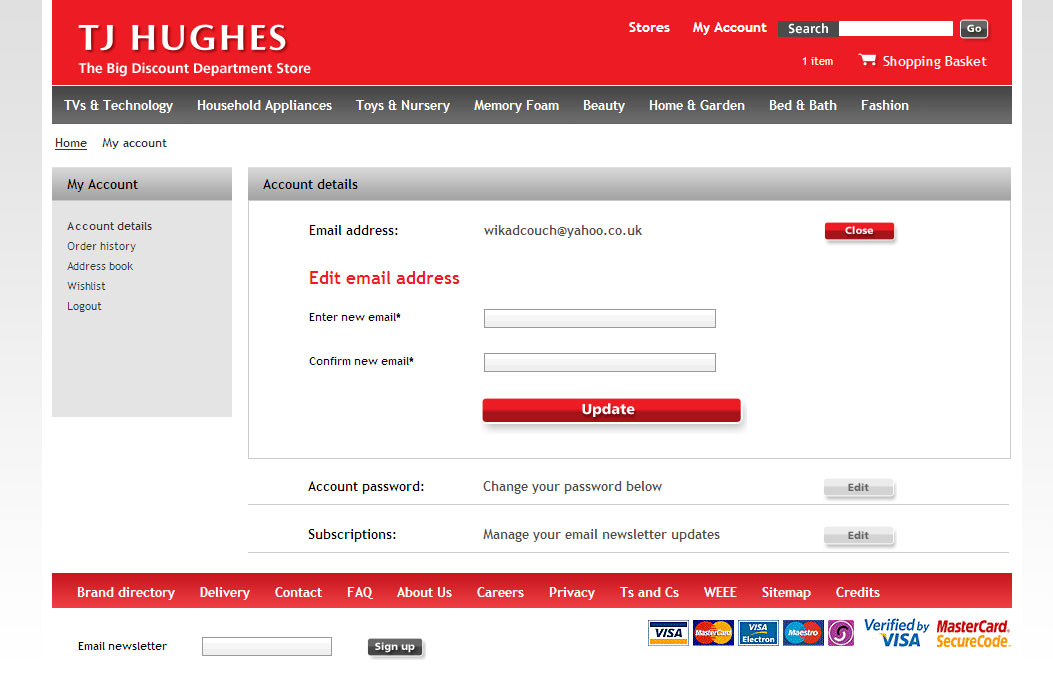 TJ HUGHES
The Big Discount Department Store
Stores My Account Search Go
1 item Shopping Basket
TVs & Technology Household Appliances Toys & Nursery Memory Foam Beauty Home & Garden Bed & Bath Fashion
Home My account
My Account
Account details
Order history
Address book
Wishlist
Logout
Account details
Email address: wikadcouch@yahoo.co.uk Close
Edit email address
Enter new email*
Confirm new email*
Update
Account password: Change your password below Edit
Subscriptions: Manage your email newsletter updates Edit
Brand directory Delivery Contact FAQ About Us Careers Privacy Ts and Cs WEEE Sitemap Credits
Email newsletter Sign up
VISA MasterCard VISA Electron Maestro Verified by VISA MasterCard. SecureCode.